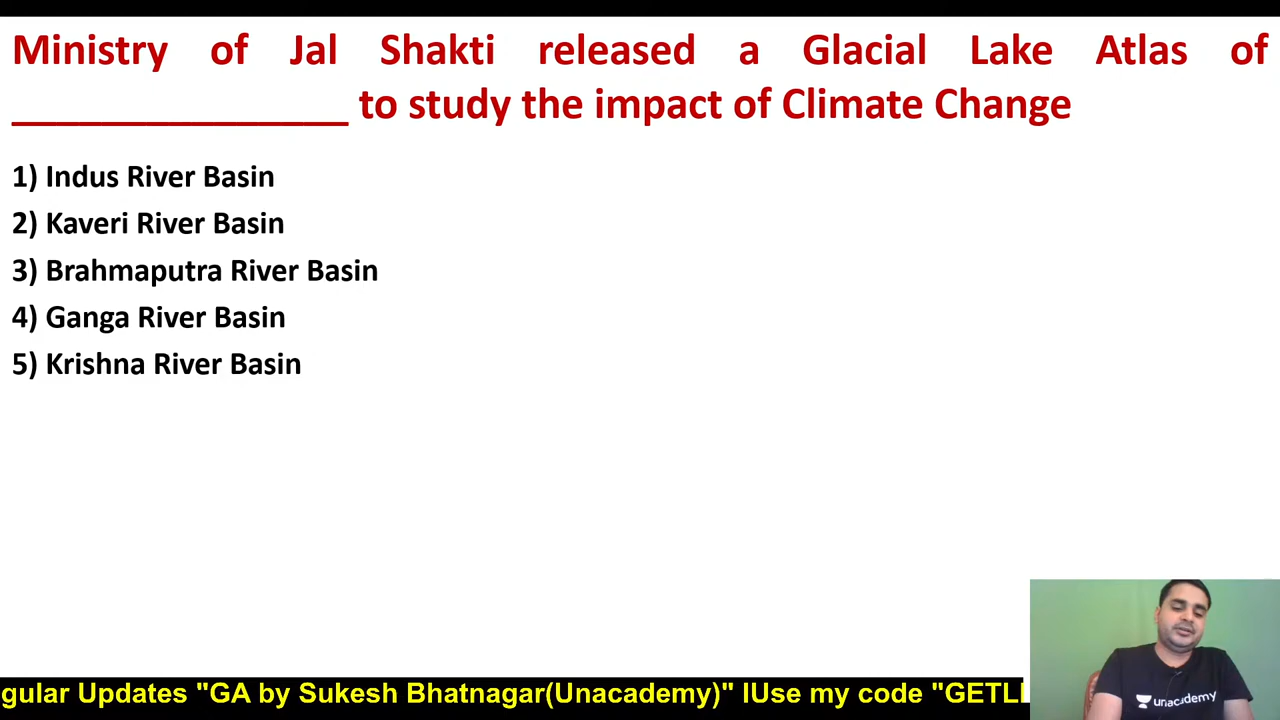 Ministry of Jal Shakti released a Glacial Lake Atlas of
_______________ to study the impact of Climate Change
1) Indus River Basin
2) Kaveri River Basin
3) Brahmaputra River Basin
4) Ganga River Basin
5) Krishna River Basin
unacademy
gular Updates "GA by Sukesh Bhatnagar(Unacademy)" lUse my code "GETLI